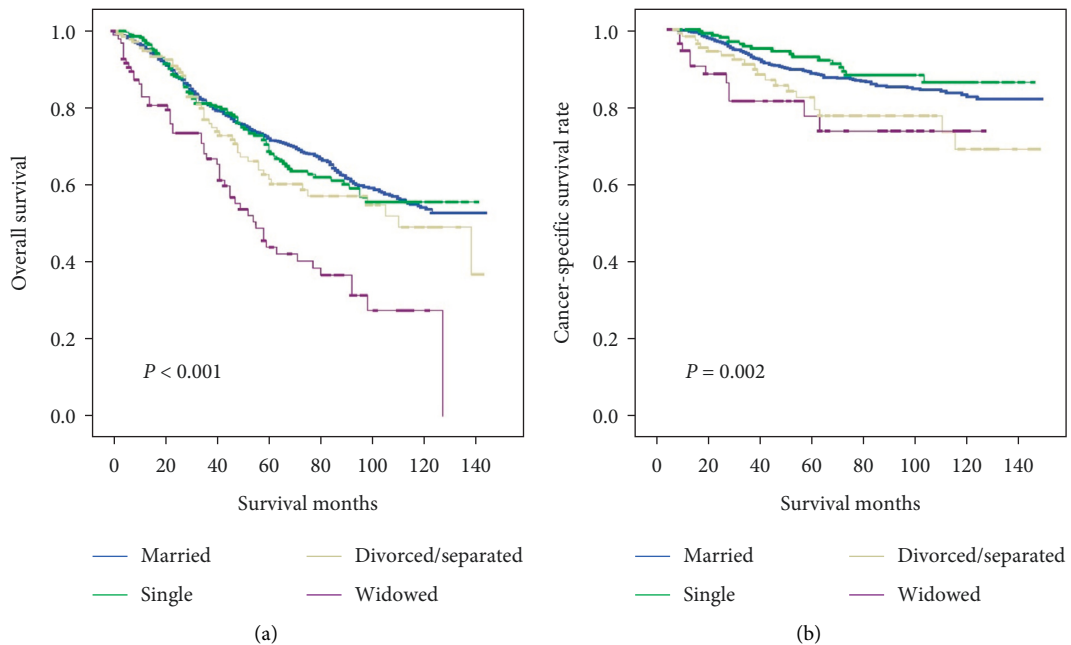 1.0
0.8
0.6
0.4
0.2
0.0
Overall survival
P < 0.001
0 20 40 60 80 100 120 140
Survival months
Married
Divorced/separated
Single
Widowed
(a)
1.0
0.8
0.6
0.4
0.2
0.0
Cancer-specific survival rate
P = 0.002
0 20 40 60 80 100 120 140
Survival months
Married
Divorced/separated
Single
Widowed
(b)